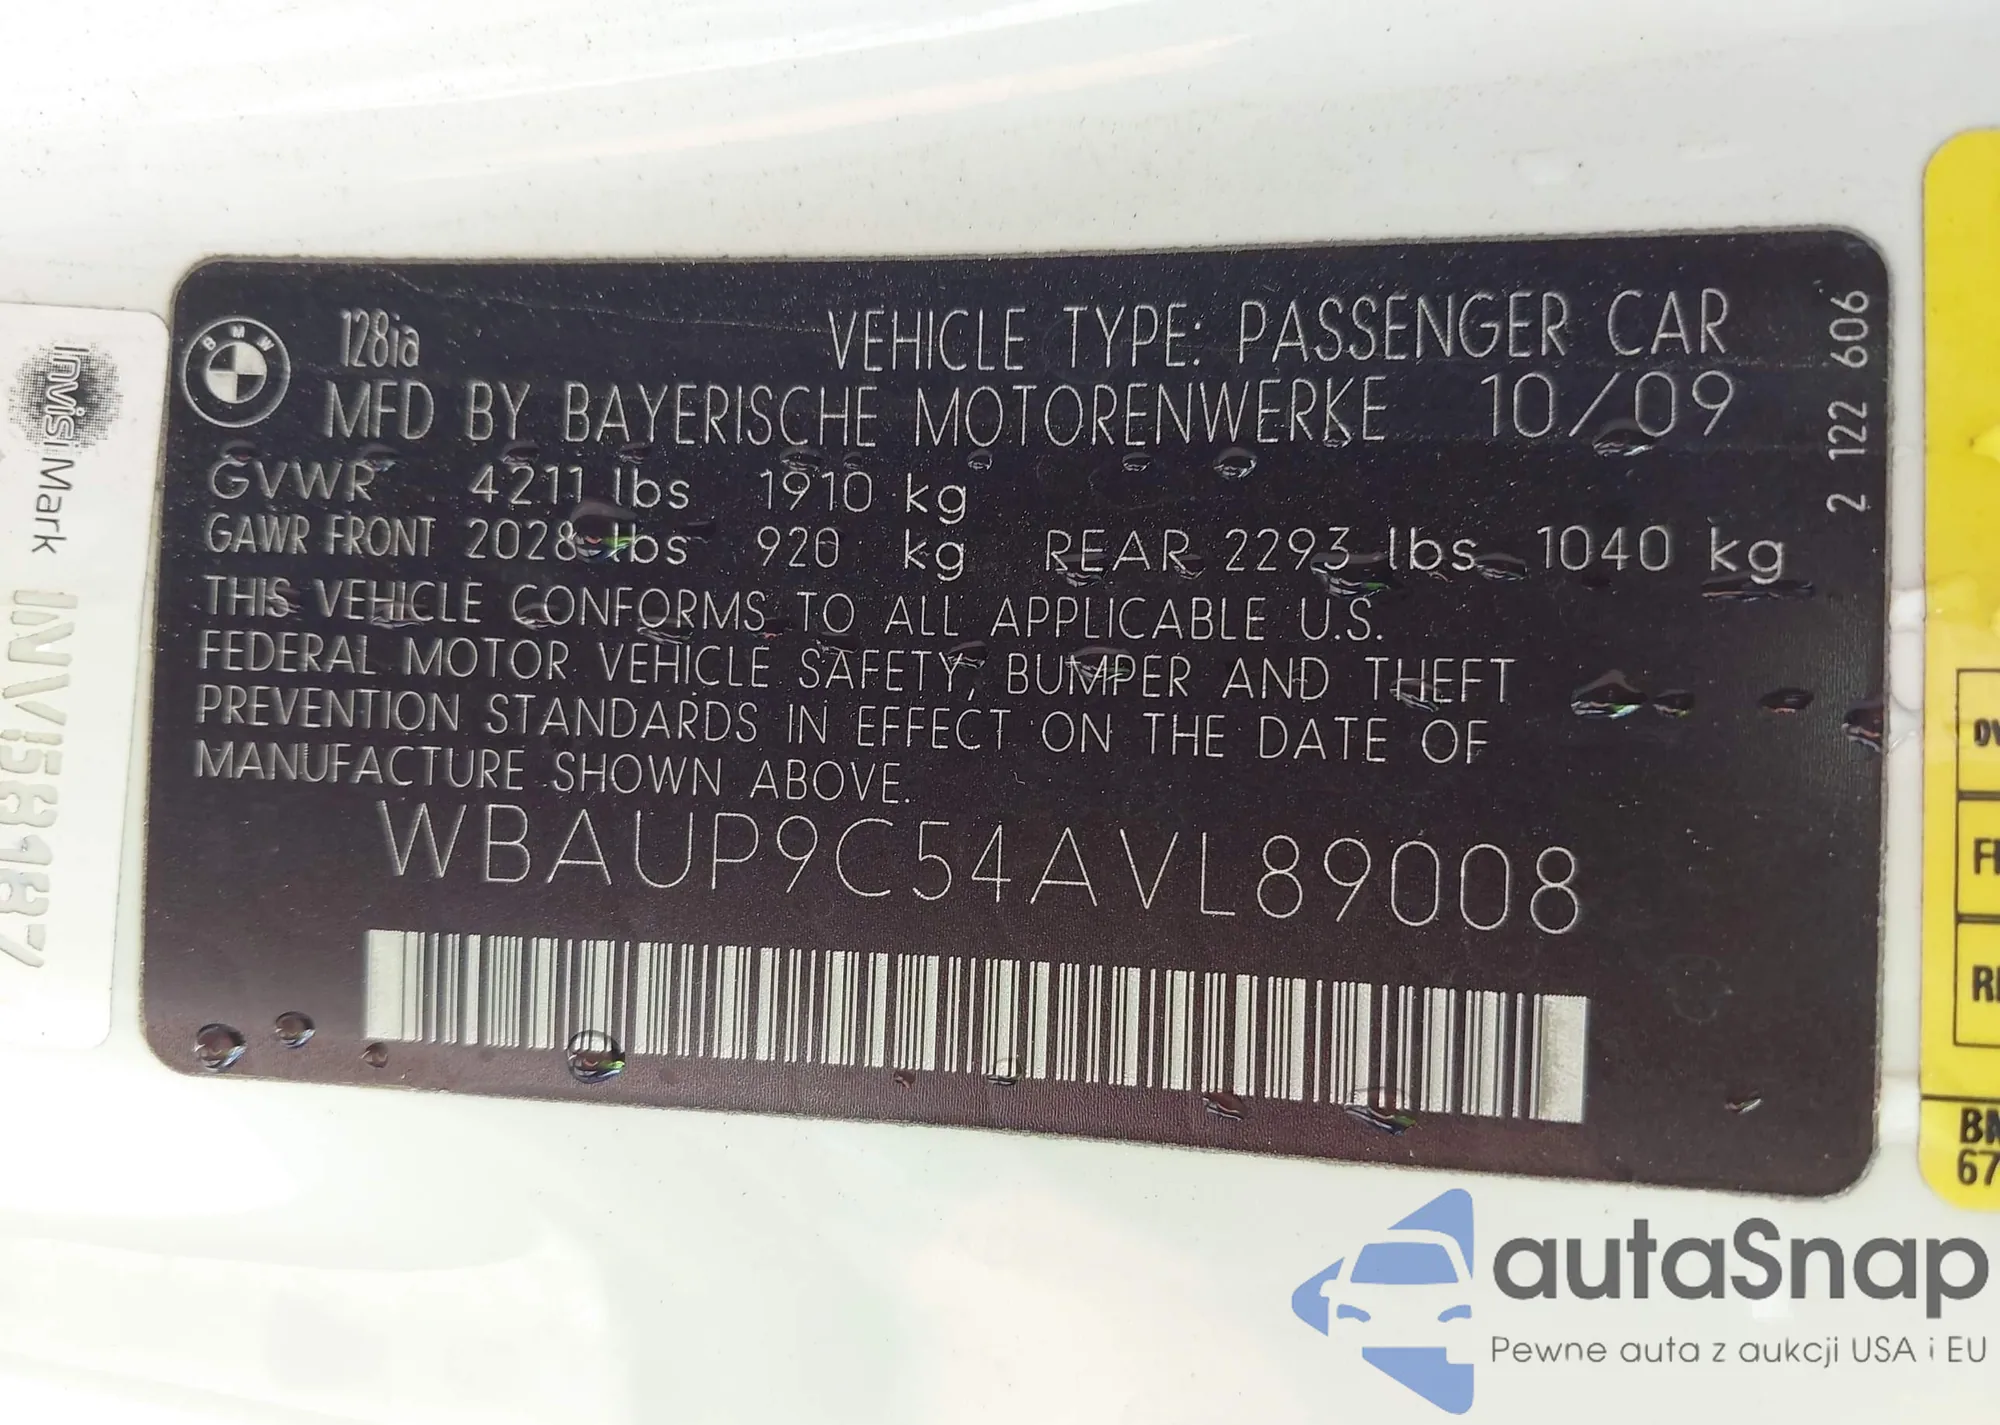 128ia
VEHICLE TYPE: PASSENGER CAR
MFD BY BAYERISCHE MOTORENWERKE 10/09
GVWR 4211 lbs 1910 kg
GAWR FRONT 2028 lbs 920 kg REAR 2293 lbs 1040 kg
THIS VEHICLE CONFORMS TO ALL APPLICABLE U.S.
FEDERAL MOTOR VEHICLE SAFETY, BUMPER AND THEFT
PREVENTION STANDARDS IN EFFECT ON THE DATE OF
MANUFACTURE SHOWN ABOVE.
WBAUP9C54AVL89008
2 122 606
BMW
InvisiMark
autaSnap
Pewne auta z aukcji USA i EU
67